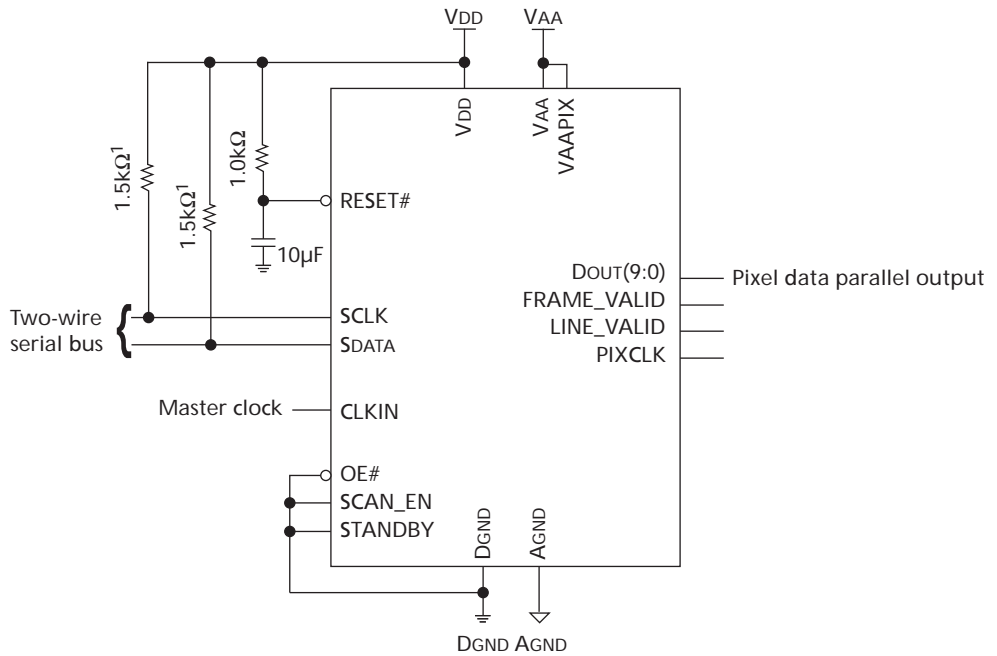 VDD
VAA
VDD
VAA
VAAPIX
1.5kΩ1
1.5kΩ1
1.0kΩ
RESET#
10µF
DOUT(9:0)
Pixel data parallel output
FRAME_VALID
LINE_VALID
PIXCLK
Two-wire
serial bus
SCLK
SDATA
Master clock
CLKIN
OE#
SCAN_EN
STANDBY
DGND
AGND
DGND
AGND